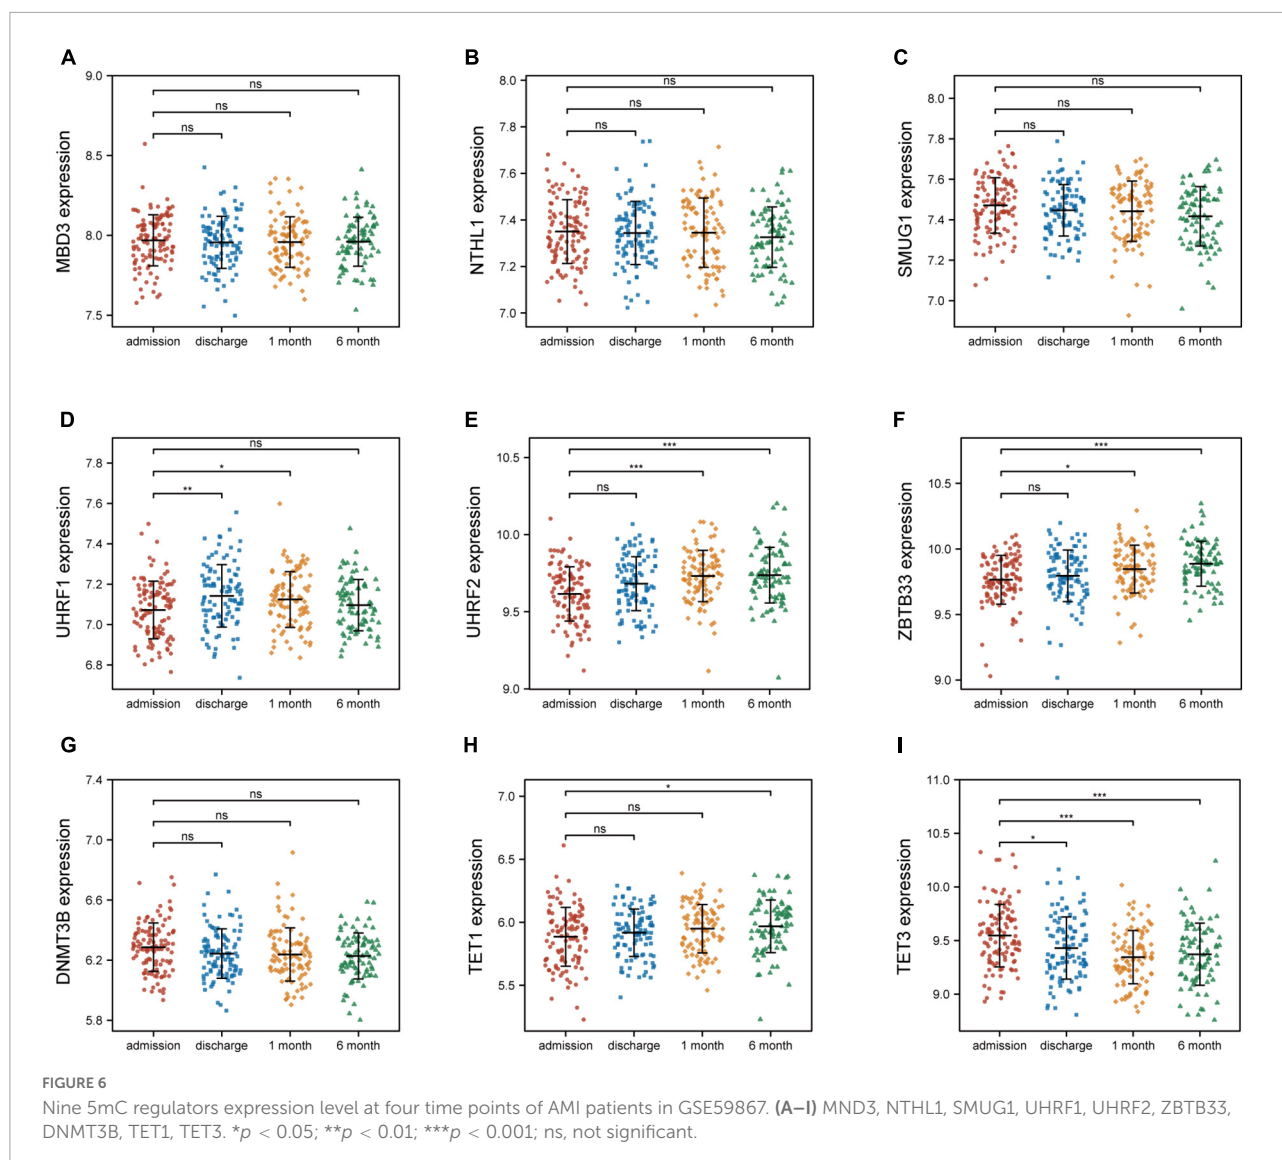 A
B
C
9.0
8.5
8.0
7.5
MBD3 expression
ns
ns
ns
admission discharge 1 month 6 month
8.0
7.8
7.6
7.4
7.2
7.0
NTHL1 expression
ns
ns
ns
admission discharge 1 month 6 month
8.0
7.8
7.6
7.4
7.2
7.0
SMUG1 expression
ns
ns
ns
admission discharge 1 month 6 month
D
E
F
7.8
7.6
7.4
7.2
7.0
6.8
UHRF1 expression
ns
*
**
admission discharge 1 month 6 month
10.5
10.0
9.5
9.0
UHRF2 expression
***
***
ns
admission discharge 1 month 6 month
10.5
10.0
9.5
9.0
ZBTB33 expression
***
*
ns
admission discharge 1 month 6 month
G
H
I
7.4
7.0
6.6
6.2
5.8
DNMT3B expression
ns
ns
ns
admission discharge 1 month 6 month
7.0
6.5
6.0
5.5
TET1 expression
*
ns
ns
admission discharge 1 month 6 month
11.0
10.5
10.0
9.5
9.0
TET3 expression
***
***
*
admission discharge 1 month 6 month
FIGURE 6
Nine 5mC regulators expression level at four time points of AMI patients in GSE59867. (A–I) MND3, NTHL1, SMUG1, UHRF1, UHRF2, ZBTB33,
DNMT3B, TET1, TET3. *p < 0.05; **p < 0.01; ***p < 0.001; ns, not significant.